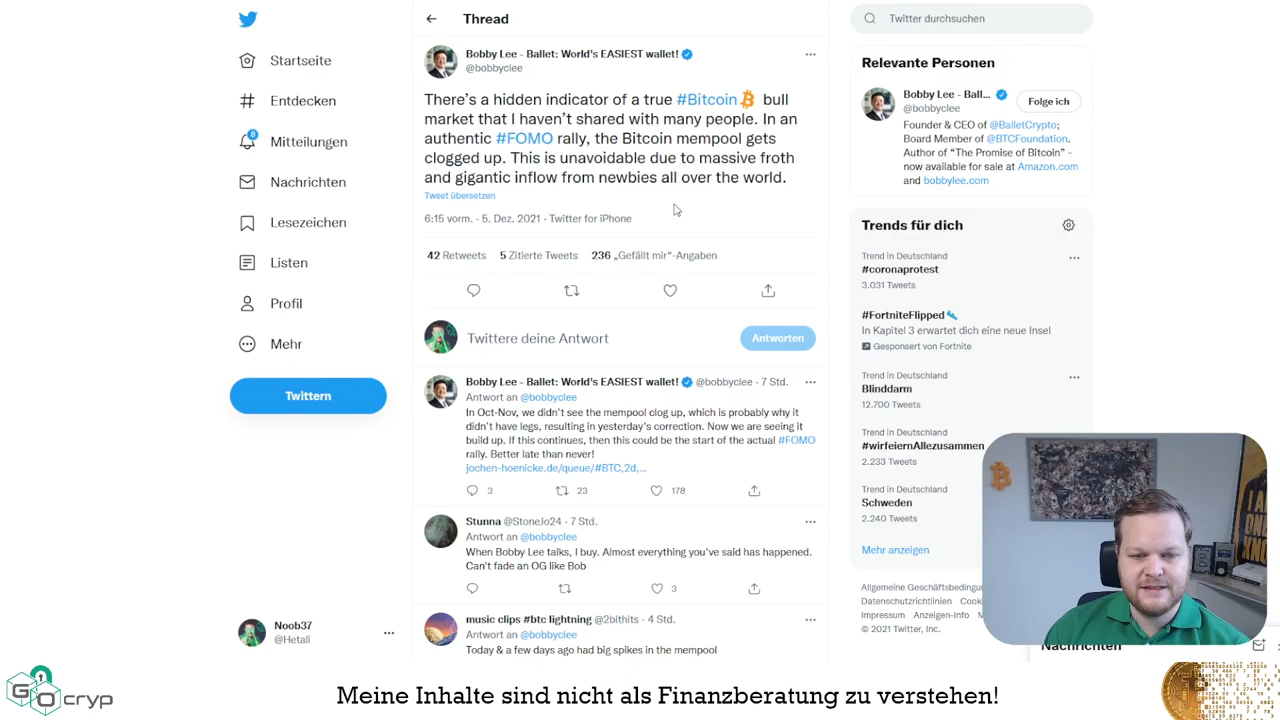 Thread
Twitter durchsuchen
Startseite
Entdecken
8
Mitteilungen
Nachrichten
Lesezeichen
Listen
Profil
Mehr
Twittern
Noob37
@Hetali
Bobby Lee - Ballet: World's EASIEST wallet!
@bobbyclee
There's a hidden indicator of a true #Bitcoin bull
market that I haven't shared with many people. In an
authentic #FOMO rally, the Bitcoin mempool gets
clogged up. This is unavoidable due to massive froth
and gigantic inflow from newbies all over the world.
Tweet übersetzen
6:15 vorm. · 5. Dez. 2021 · Twitter for iPhone
42 Retweets 5 Zitierte Tweets 236 „Gefällt mir“-Angaben
Twittere deine Antwort
Antworten
Bobby Lee - Ballet: World's EASIEST wallet! @bobbyclee · 7 Std.
Antwort an @bobbyclee
In Oct-Nov, we didn't see the mempool clog up, which is probably why it
didn't have legs, resulting in yesterday's correction. Now we are seeing it
build up. If this continues, then this could be the start of the actual #FOMO
rally. Better late than never!
jochen-hoenicke.de/queue/#BTC,2d,...
3 23 178
Stunna @StoneJo24 · 7 Std.
Antwort an @bobbyclee
When Bobby Lee talks, I buy. Almost everything you've said has happened.
Can't fade an OG like Bob
3
music clips #btc lightning @2bithits · 4 Std.
Antwort an @bobbyclee
Today & a few days ago had big spikes in the mempool
Relevante Personen
Bobby Lee - Ball...
@bobbyclee
Folge ich
Founder & CEO of @BalletCrypto;
Board Member of @BTCFoundation.
Author of “The Promise of Bitcoin” -
now available for sale at Amazon.com
and bobbylee.com
Trends für dich
Trend in Deutschland
#coronaprotest
3.031 Tweets
#FortniteFlipped
In Kapitel 3 erwartet dich eine neue Insel
Gesponsert von Fortnite
Trend in Deutschland
Blinddarm
12.700 Tweets
Trend in Deutschland
#wirfeiernAllezusammen
2.233 Tweets
Trend in Deutschland
Schweden
2.240 Tweets
Mehr anzeigen
Allgemeine Geschäftsbedingu
Datenschutzrichtlinien
Impressum Anzeigen-Info
© 2021 Twitter, Inc.
Nachrichten
GOcryp
Meine Inhalte sind nicht als Finanzberatung zu verstehen!